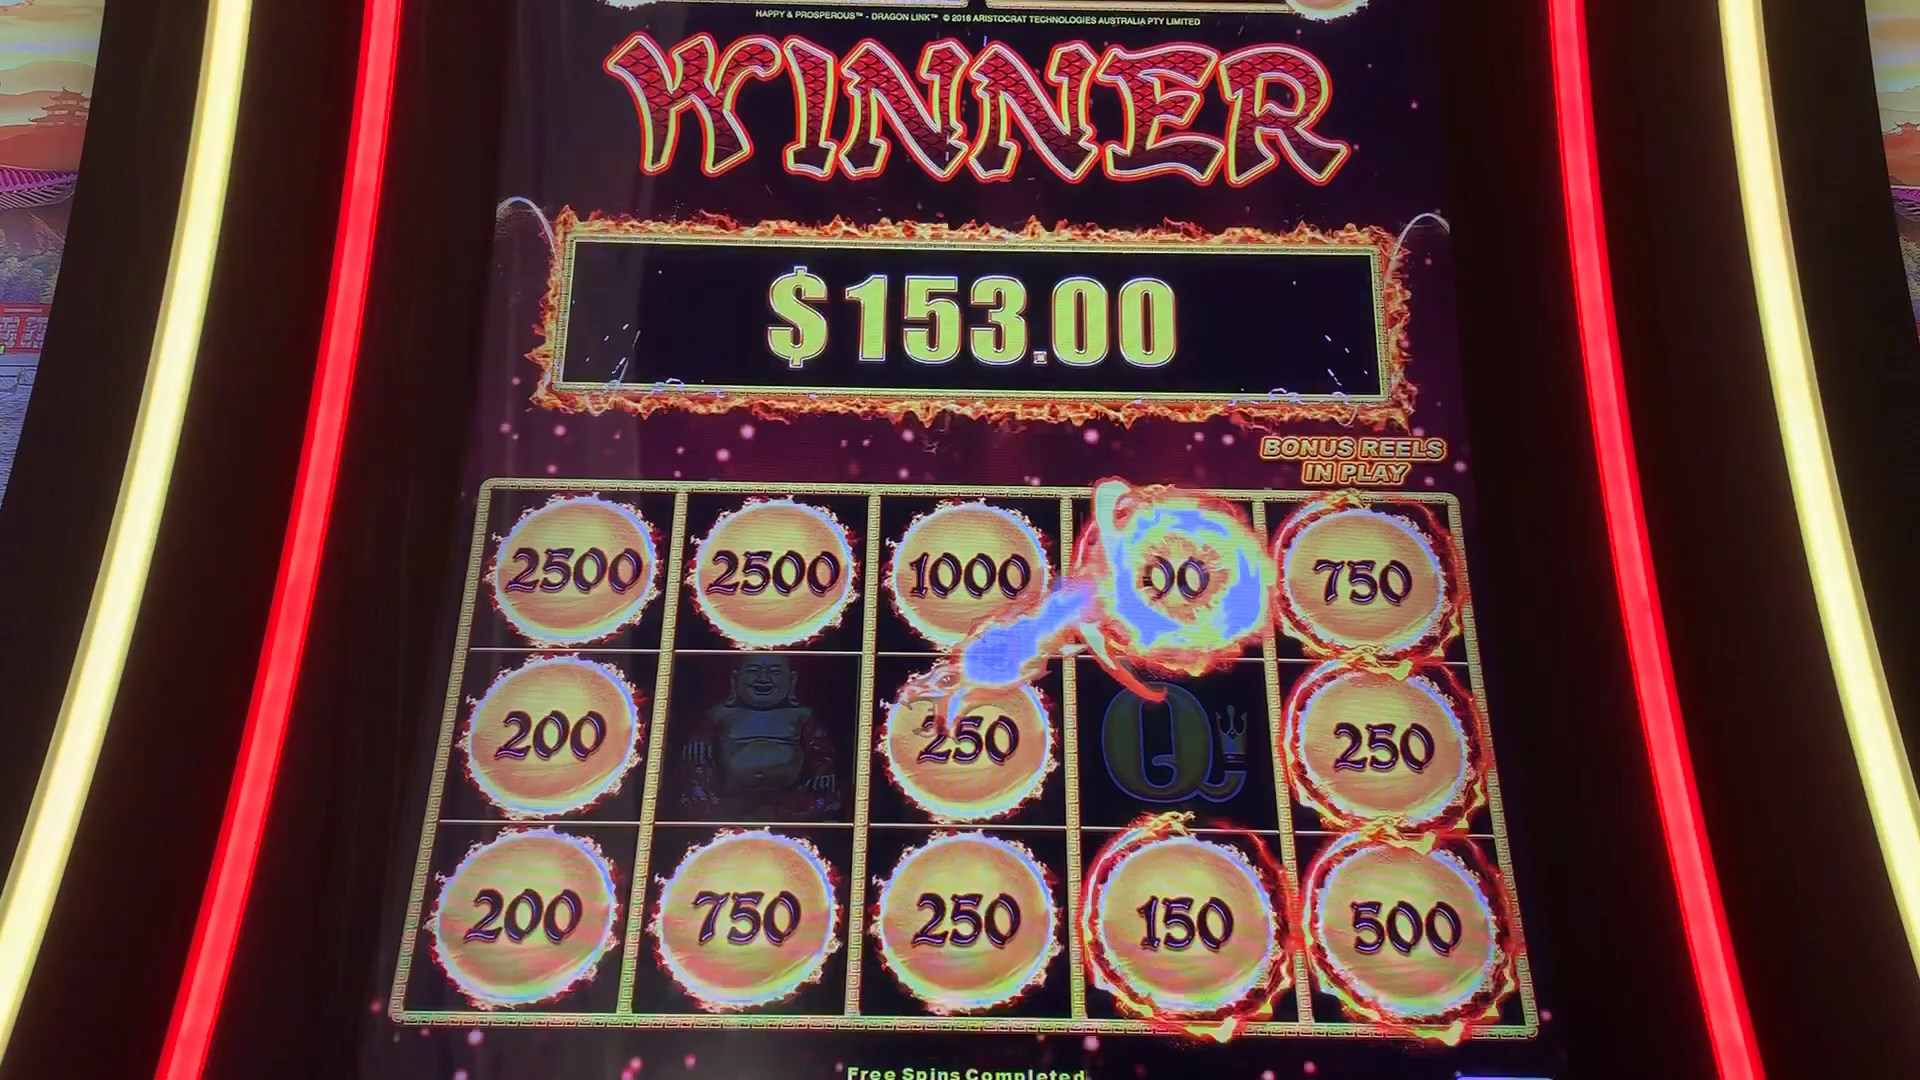 HAPPY & PROSPEROUS™ - DRAGON LINK™ © 2018 ARISTOCRAT TECHNOLOGIES AUSTRALIA PTY LIMITED
WINNER
$153.00
BONUS REELS
IN PLAY
2500 2500 1000 00 750
200 250 Q 250
200 750 250 150 500
Free Spins Completed